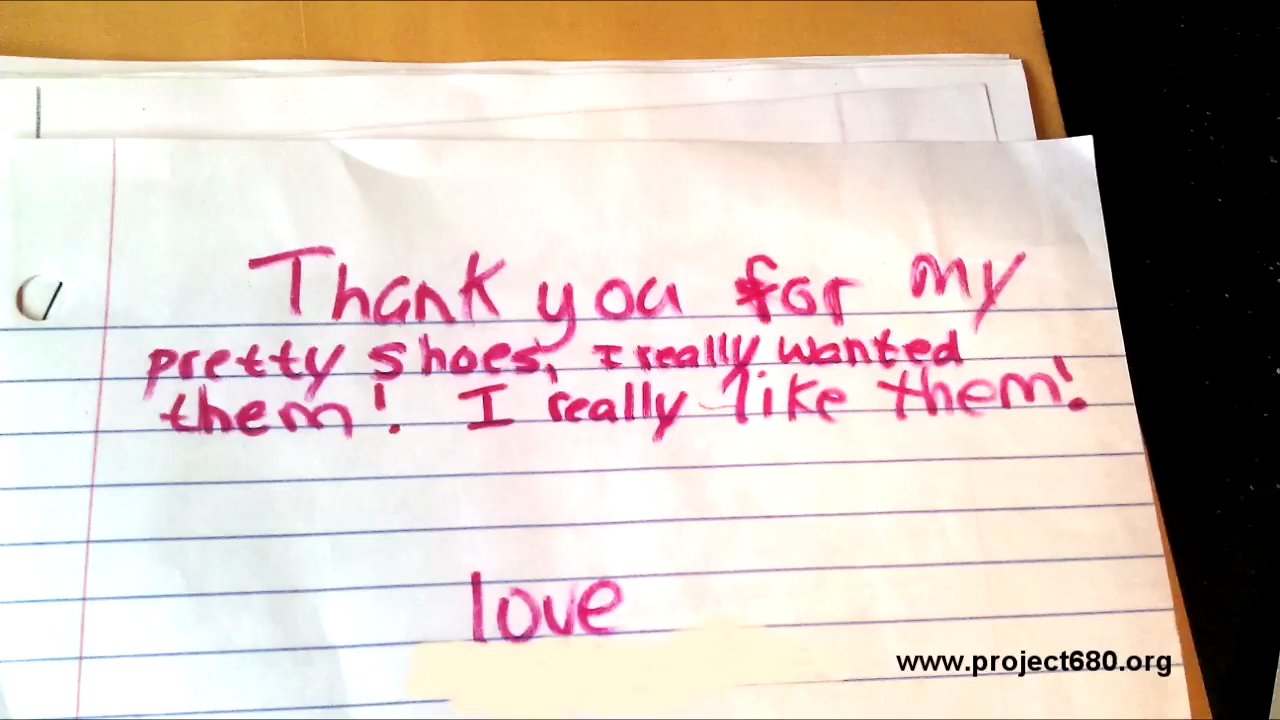 Thank you for my
pretty shoes, I really wanted
them! I really like them!
love
www.project680.org